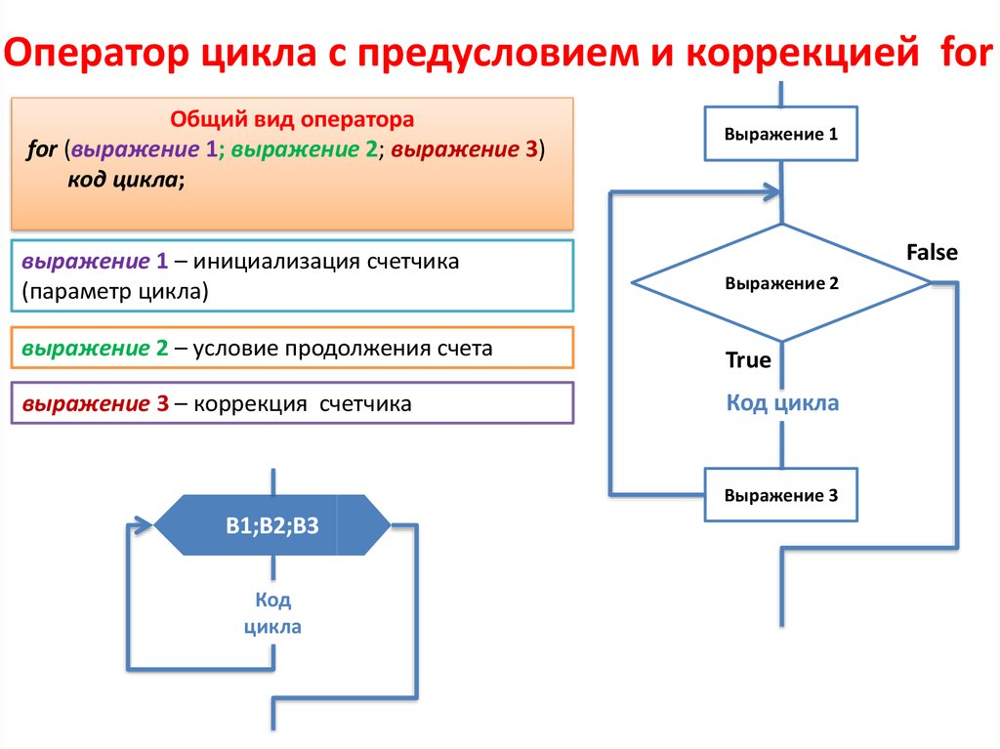 Оператор цикла с предусловием и коррекцией for
Общий вид оператора
for (выражение 1; выражение 2; выражение 3)
код цикла;
выражение 1 – инициализация счетчика
(параметр цикла)
выражение 2 – условие продолжения счета
выражение 3 – коррекция счетчика
В1;В2;В3
Код
цикла
Выражение 1
False
Выражение 2
True
Код цикла
Выражение 3